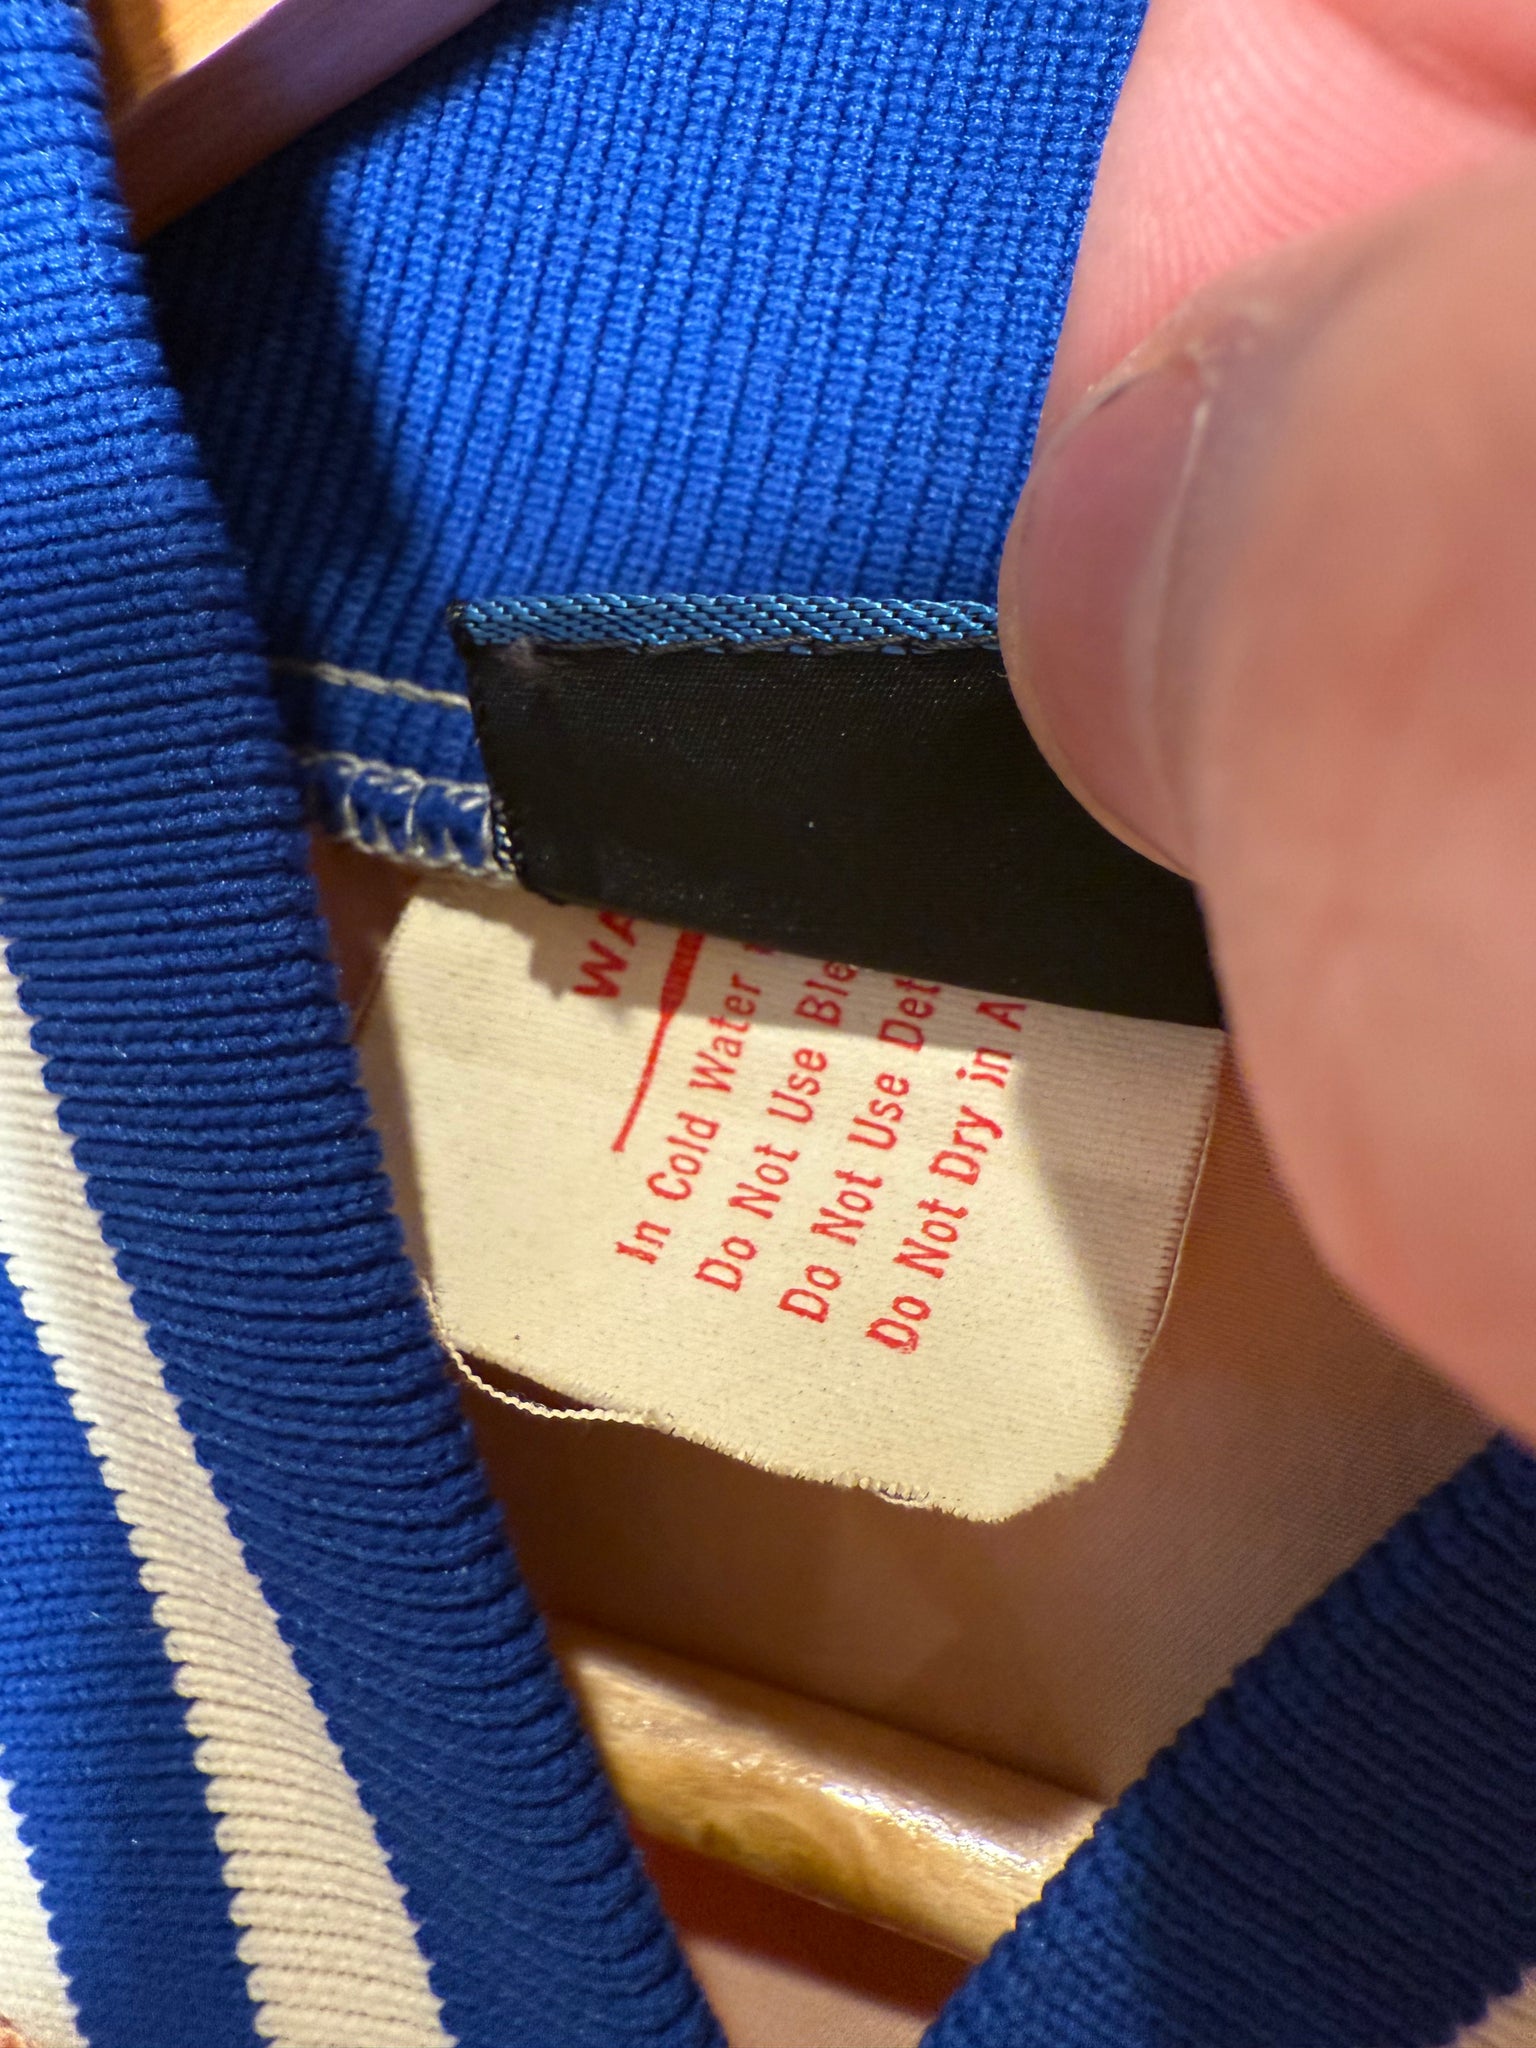 WA
In Cold Water
Do Not Use Ble
Do Not Use Det
Do Not Dry in A